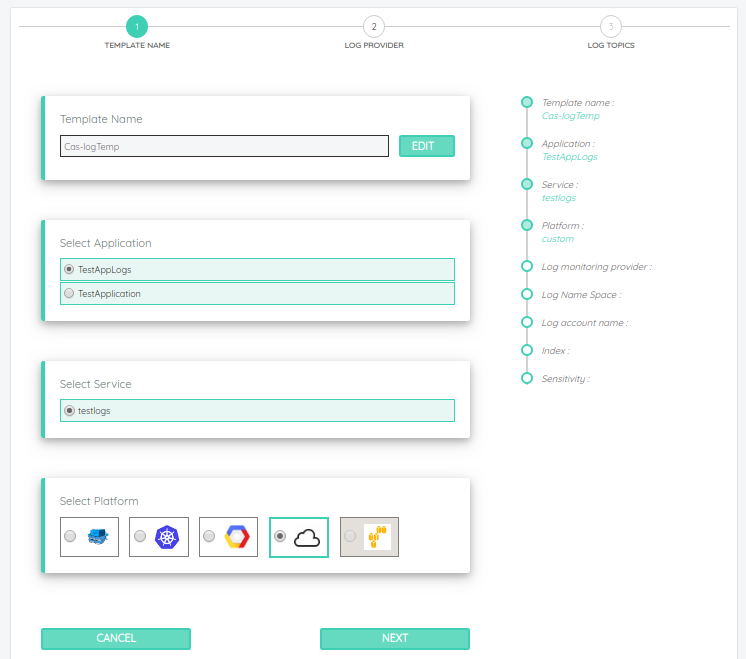 1
2
3
TEMPLATE NAME
LOG PROVIDER
LOG TOPICS
Template Name
Cas-logTemp
EDIT
Select Application
TestAppLogs
TestApplication
Select Service
testlogs
Select Platform
CANCEL
NEXT
Template name :
Cas-logTemp
Application :
TestAppLogs
Service :
testlogs
Platform :
custom
Log monitoring provider :
Log Name Space :
Log account name :
Index :
Sensitivity :